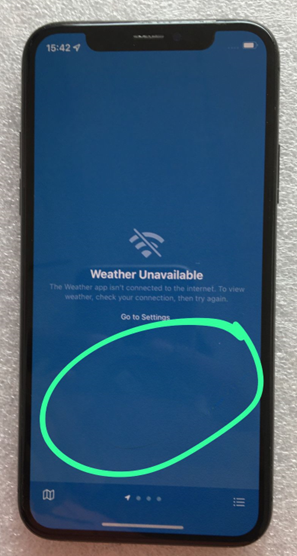 15:42
Weather Unavailable
The Weather app isn't connected to the internet. To view
weather, check your connection, then try again.
Go to Settings